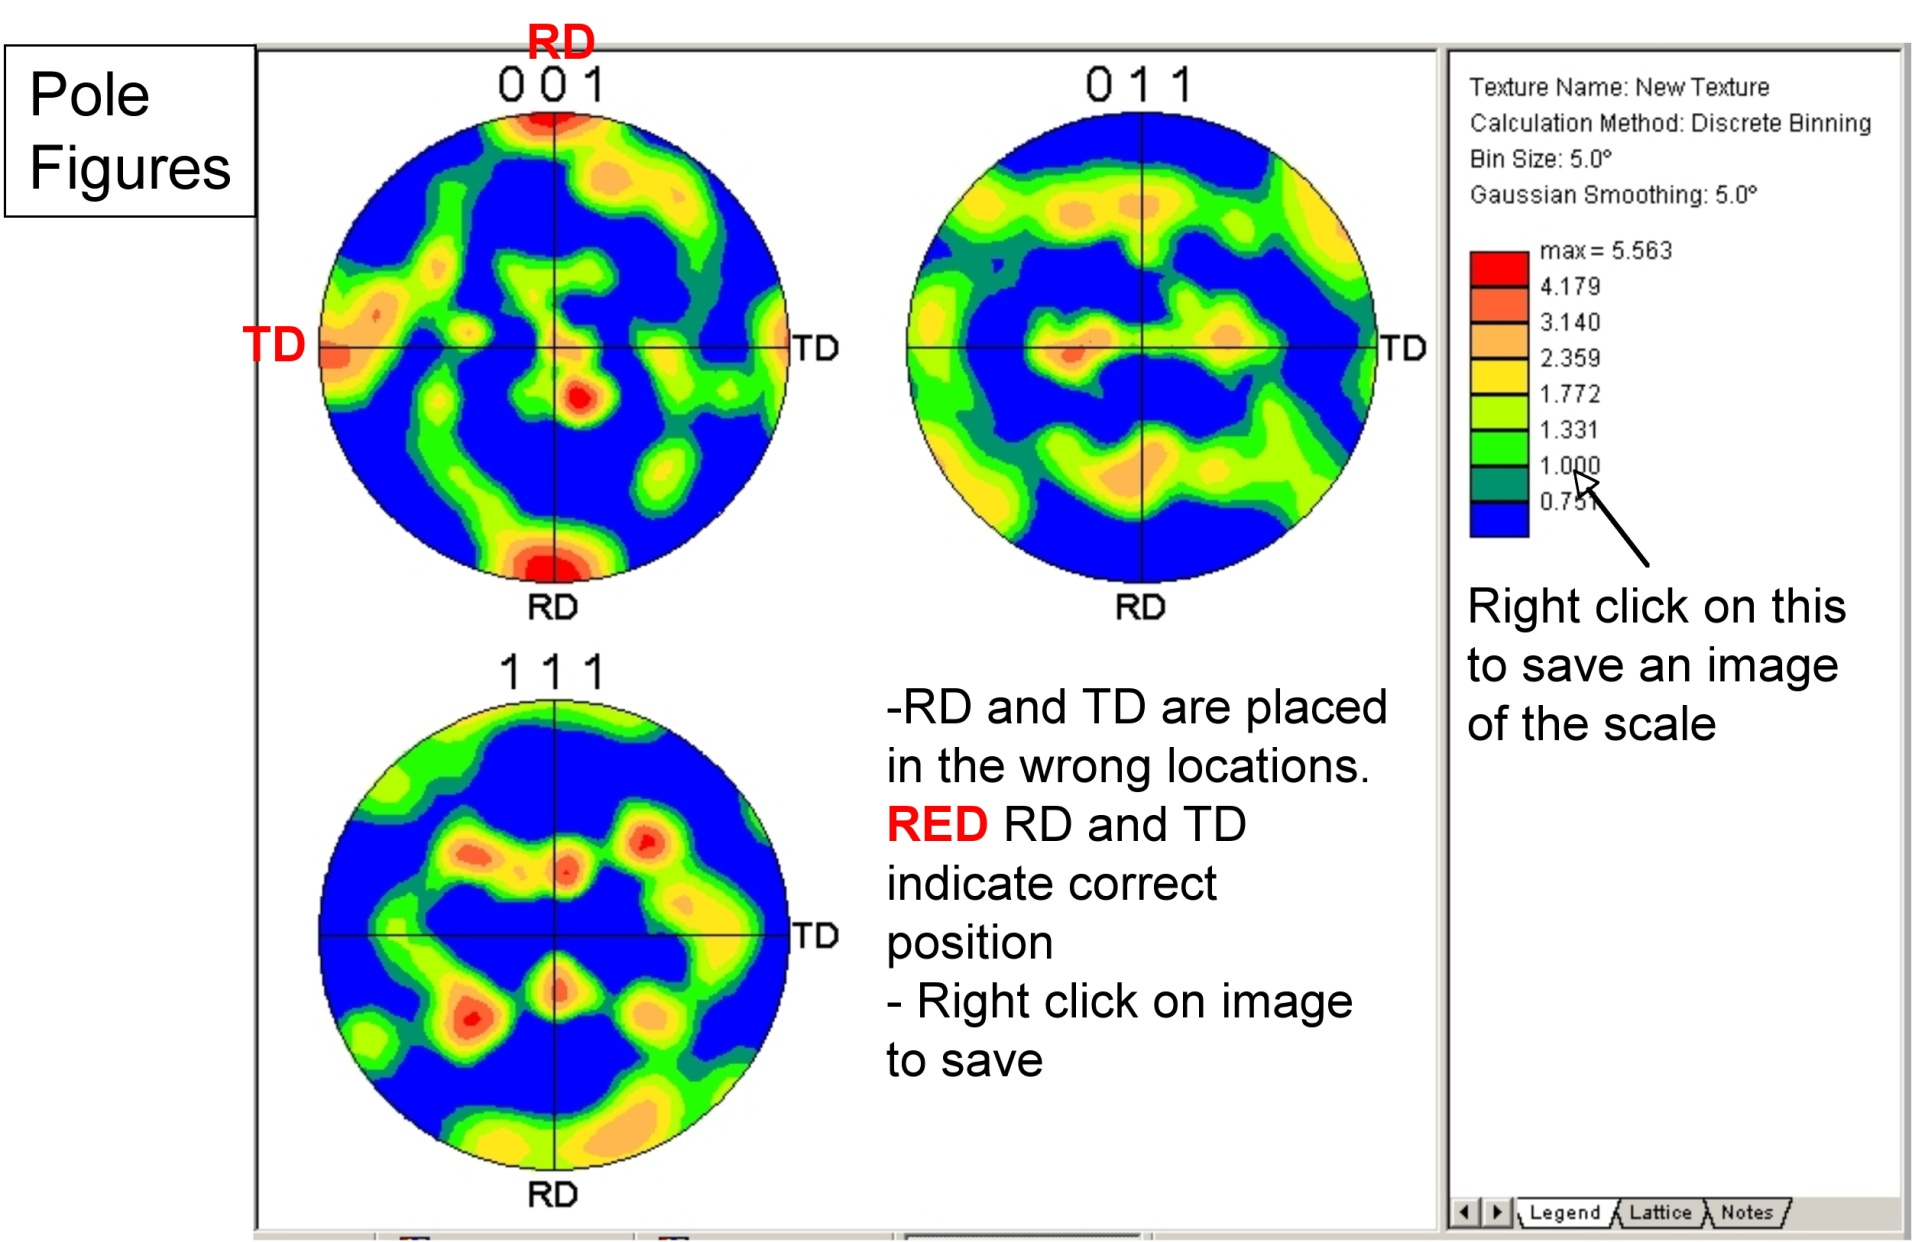 Pole
Figures
RD
0 0 1
TD
TD
RD
0 1 1
TD
RD
1 1 1
TD
RD
-RD and TD are placed
in the wrong locations.
RED RD and TD
indicate correct
position
- Right click on image
to save
Texture Name: New Texture
Calculation Method: Discrete Binning
Bin Size: 5.0°
Gaussian Smoothing: 5.0°
max = 5.563
4.179
3.140
2.359
1.772
1.331
1.000
0.751
Right click on this
to save an image
of the scale
Legend Lattice Notes